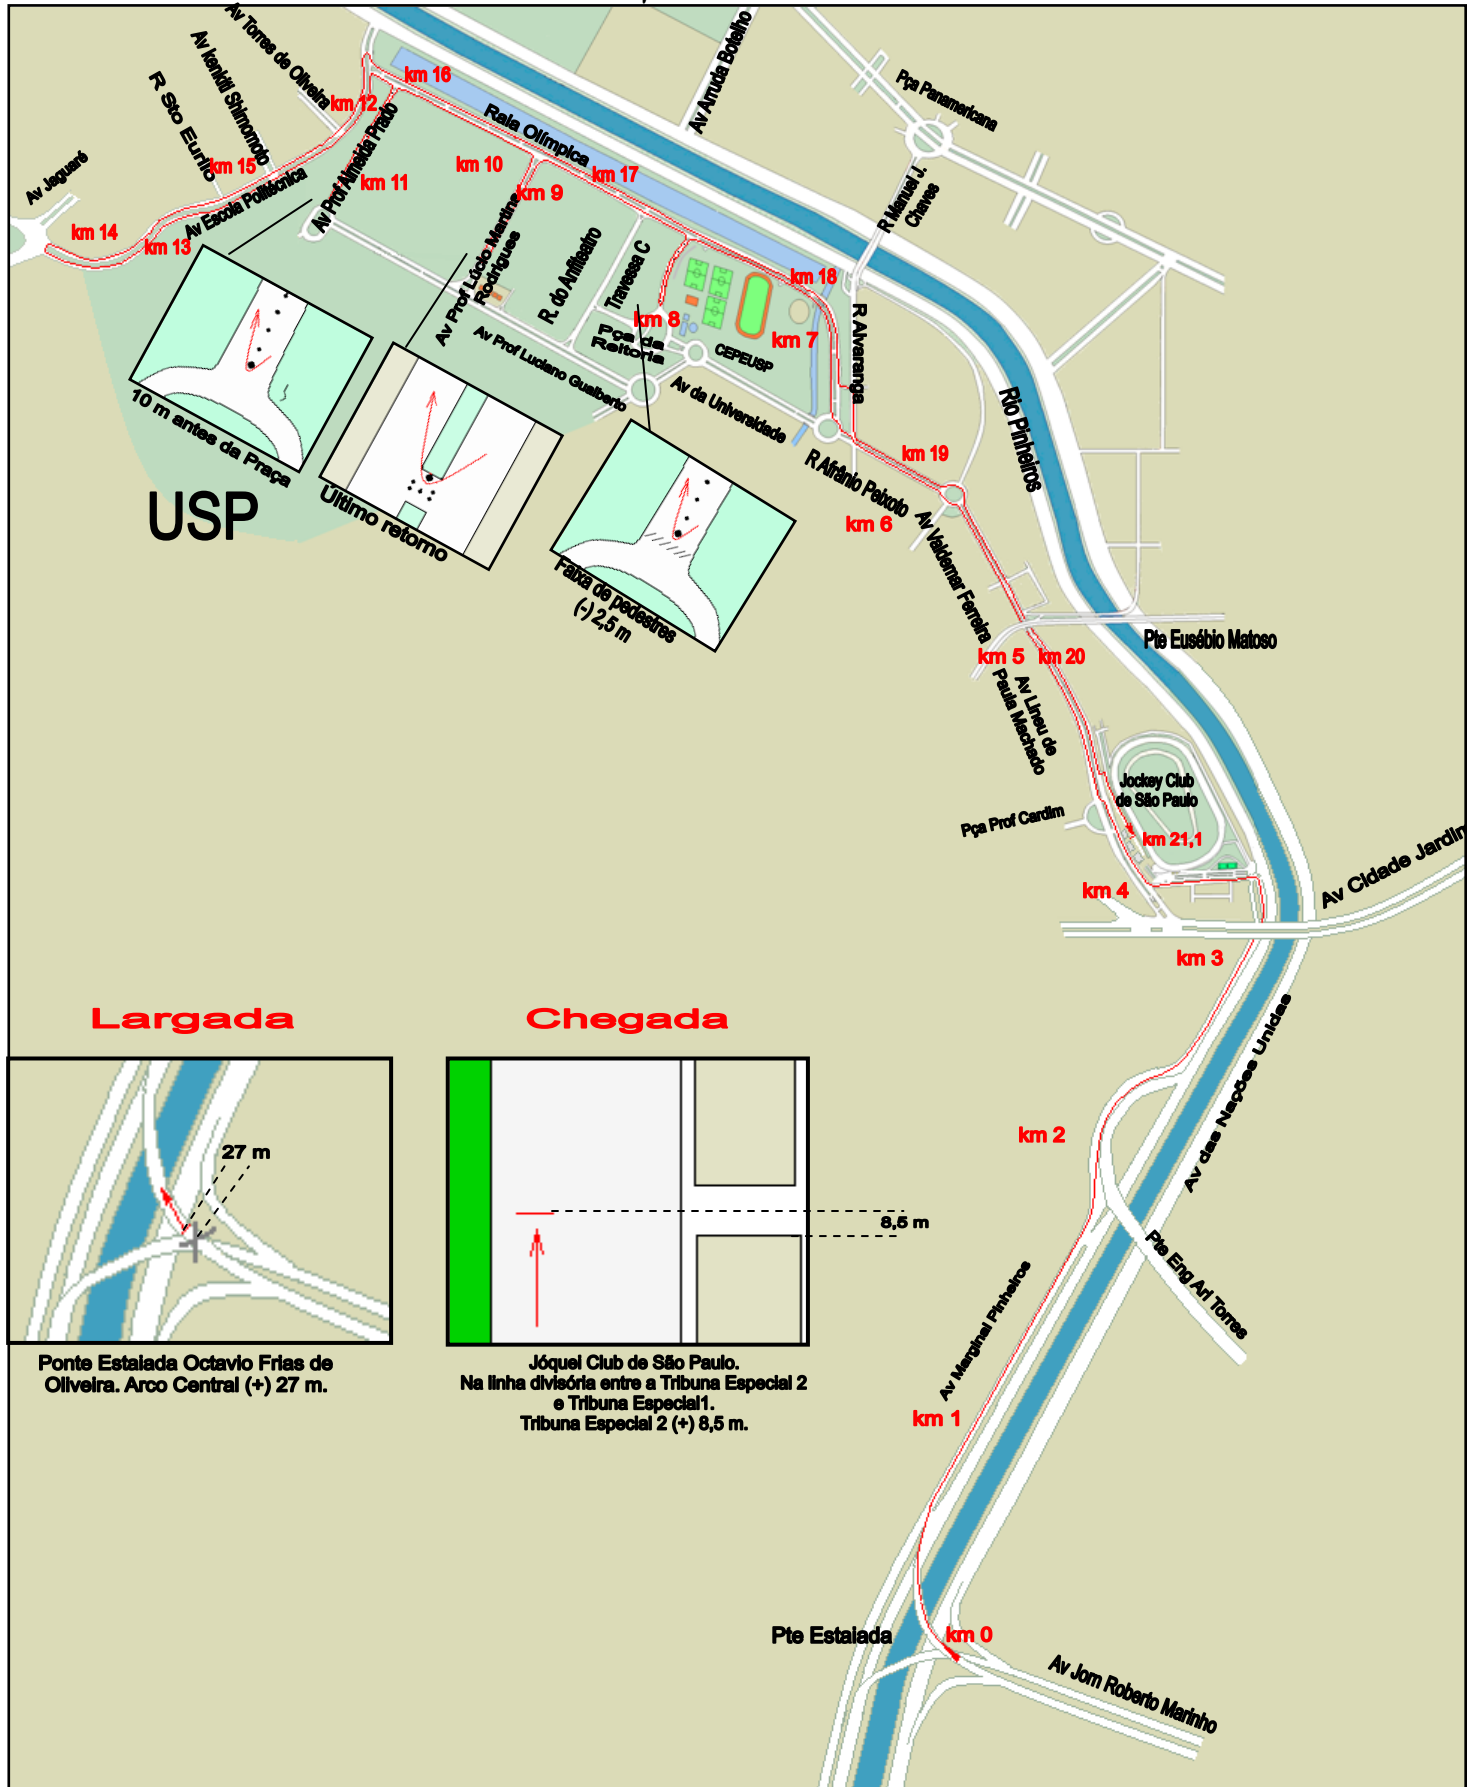 Av Torres de Oliveira
Av Kenkiti Shimomoto
R Sto Eurilo
Av Jaguaré
km 16
km 12
Av Arruda Botelho
Pça Panamericana
Raia Olímpica
km 15
km 10
km 11
km 17
km 9
Av Prof Almeida Prado
Av Escola Politécnica
km 14
km 13
R Manuel J.
Chaves
Av Prof Lúcio Martins
Rodrigues
R. do Anfiteatro
Travessa C
km 18
km 8
km 7
R Alvaranga
Pça da
Reitoria
CEPEUSP
Av Prof Luciano Gualberto
Av da Universidade
10 m antes da Praça
Último retorno
USP
Faixa de pedestres
(-) 2,5 m
km 19
R Afrânio Peixoto
km 6
Rio Pinheiros
Av Valdemar Ferreira
km 5
km 20
Pte Eusébio Matoso
Av Lineu de
Paula Machado
Jockey Club
de São Paulo
Pça Prof Cardim
km 21,1
km 4
Av Cidade Jardim
km 3
Largada
Chegada
Av das Nações Unidas
km 2
27 m
8,5 m
Pte Eng Ari Torres
Av Marginal Pinheiros
Ponte Estaiada Octavio Frias de
Oliveira. Arco Central (+) 27 m.
Jóquei Club de São Paulo.
Na linha divisória entre a Tribuna Especial 2
e Tribuna Especial1.
Tribuna Especial 2 (+) 8,5 m.
km 1
Pte Estaiada
km 0
Av Jorn Roberto Marinho